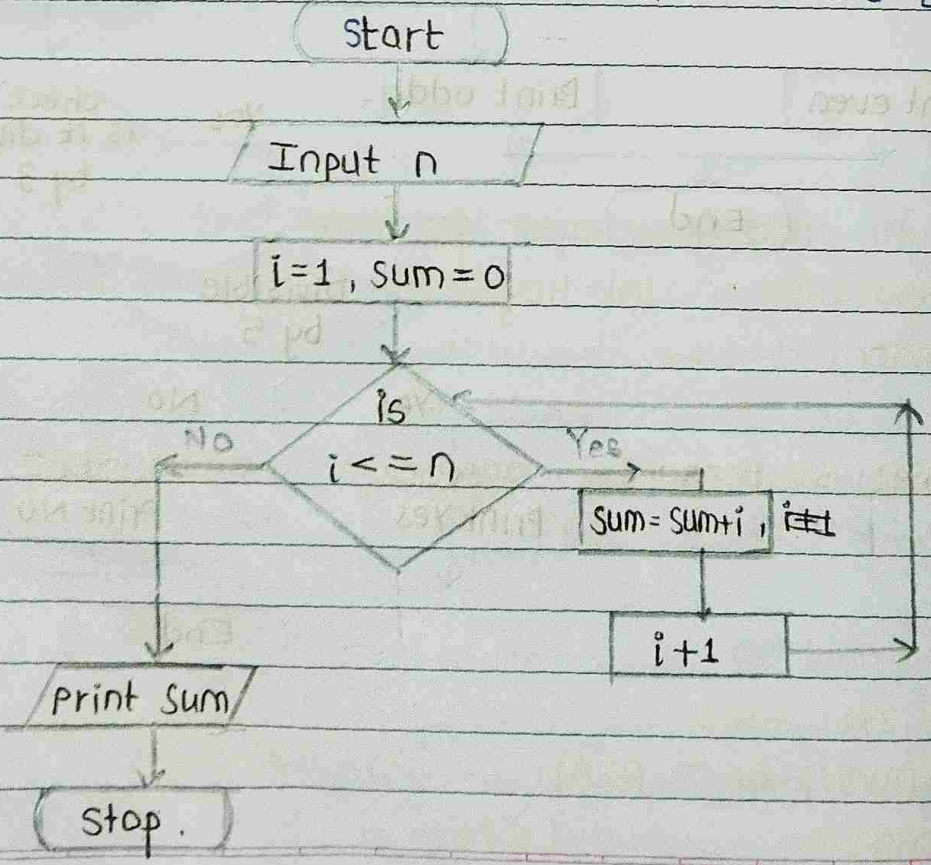 Start
Input n
i=1, sum=0
is
i<=n
No
Yes
sum=sum+i,
i+1
print sum
Stop.